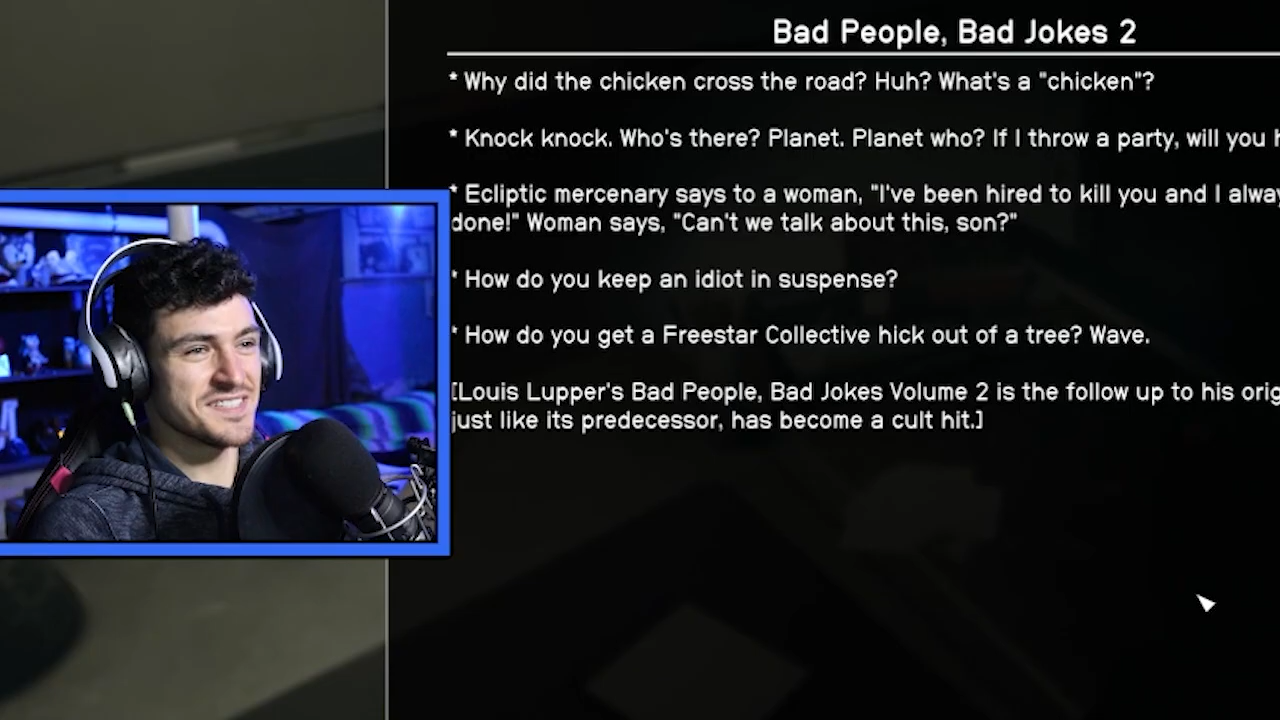 Bad People, Bad Jokes 2
* Why did the chicken cross the road? Huh? What's a "chicken"?
* Knock knock. Who's there? Planet. Planet who? If I throw a party, will you
* Ecliptic mercenary says to a woman, "I've been hired to kill you and I
done!" Woman says, "Can't we talk about this, son?"
* How do you keep an idiot in suspense?
* How do you get a Freestar Collective hick out of a tree? Wave.
[Louis Lupper's Bad People, Bad Jokes Volume 2 is the follow up to his
just like its predecessor, has become a cult hit.]